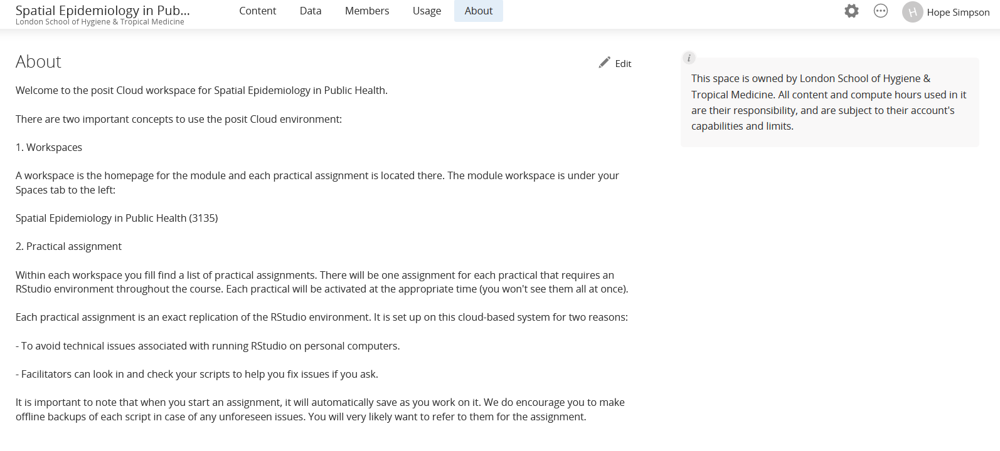 Spatial Epidemiology in Pub...
London School of Hygiene & Tropical Medicine
Content
Data
Members
Usage
About
H
Hope Simpson
About
Edit
Welcome to the posit Cloud workspace for Spatial Epidemiology in Public Health.
There are two important concepts to use the posit Cloud environment:
1. Workspaces
A workspace is the homepage for the module and each practical assignment is located there. The module workspace is under your
Spaces tab to the left:
Spatial Epidemiology in Public Health (3135)
2. Practical assignment
Within each workspace you fill find a list of practical assignments. There will be one assignment for each practical that requires an
RStudio environment throughout the course. Each practical will be activated at the appropriate time (you won't see them all at once).
Each practical assignment is an exact replication of the RStudio environment. It is set up on this cloud-based system for two reasons:
- To avoid technical issues associated with running RStudio on personal computers.
- Facilitators can look in and check your scripts to help you fix issues if you ask.
It is important to note that when you start an assignment, it will automatically save as you work on it. We do encourage you to make
offline backups of each script in case of any unforeseen issues. You will very likely want to refer to them for the assignment.
i
This space is owned by London School of Hygiene &
Tropical Medicine. All content and compute hours used in it
are their responsibility, and are subject to their account's
capabilities and limits.